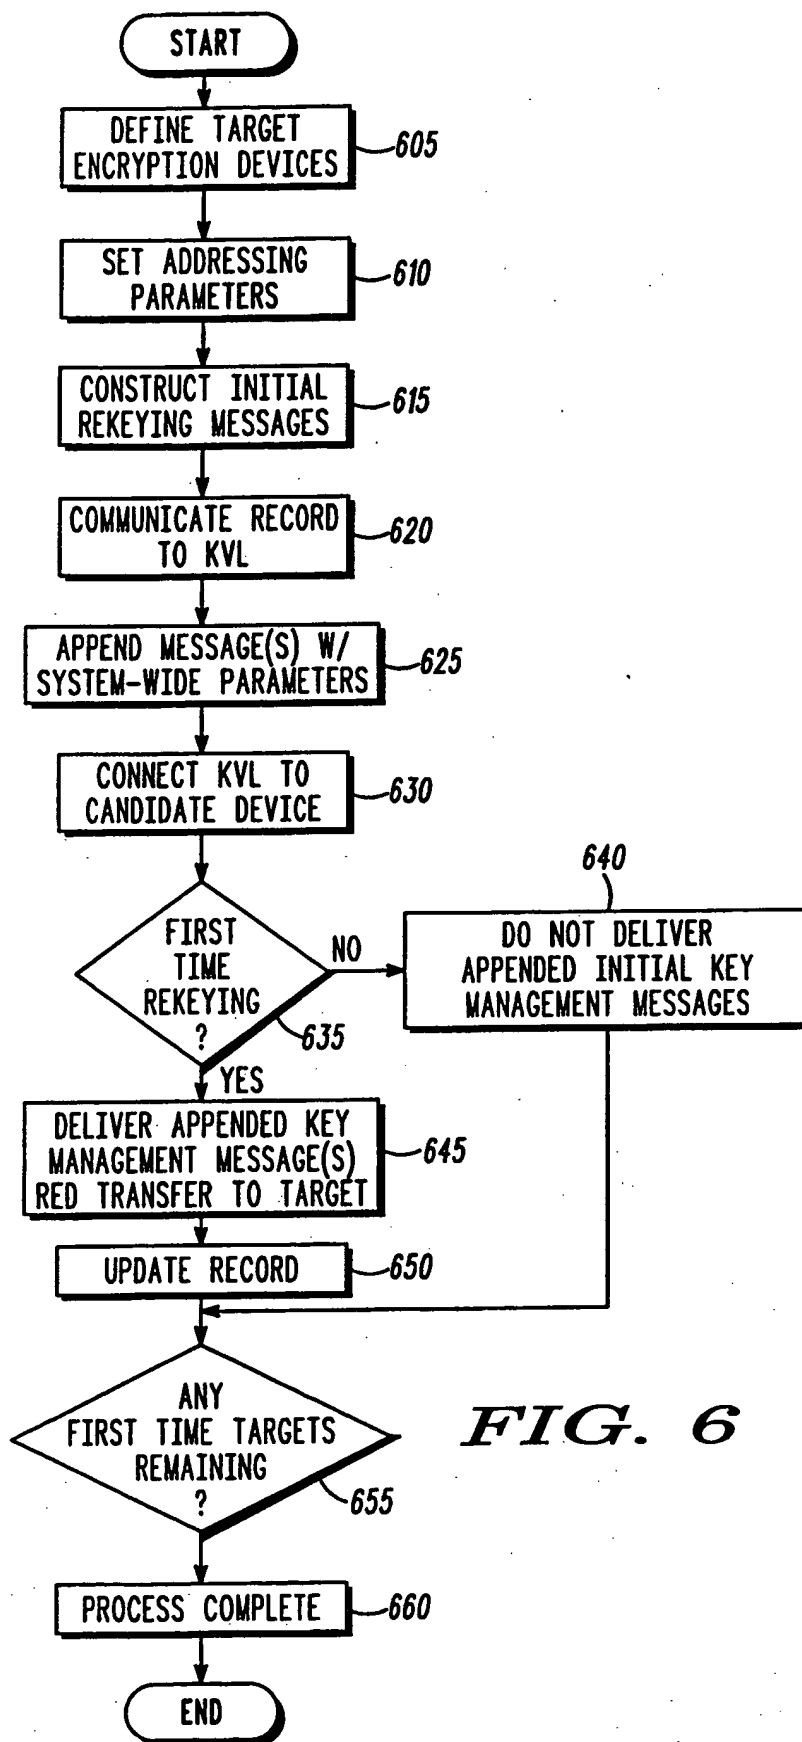 START
DEFINE TARGET
ENCRYPTION DEVICES
605
SET ADDRESSING
PARAMETERS
610
CONSTRUCT INITIAL
REKEYING MESSAGES
615
COMMUNICATE RECORD
TO KVL
620
APPEND MESSAGE(S) W/
SYSTEM-WIDE PARAMETERS
625
CONNECT KVL TO
CANDIDATE DEVICE
630
FIRST
TIME
REKEYING
?
635
NO
640
DO NOT DELIVER
APPENDED INITIAL KEY
MANAGEMENT MESSAGES
YES
DELIVER APPENDED KEY
MANAGEMENT MESSAGE(S)
RED TRANSFER TO TARGET
645
UPDATE RECORD
650
ANY
FIRST TIME TARGETS
REMAINING
?
655
FIG. 6
PROCESS COMPLETE
660
END